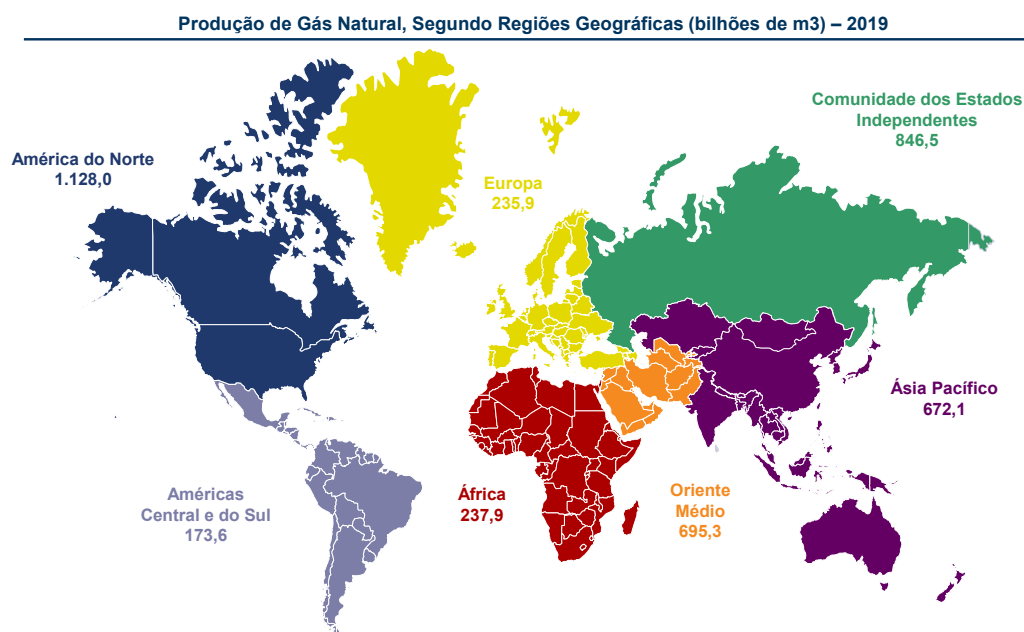 Produção de Gás Natural, Segundo Regiões Geográficas (bilhões de m3) – 2019
Comunidade dos Estados
Independentes
846,5
América do Norte
1.128,0
Europa
235,9
Ásia Pacífico
672,1
Américas
Central e do Sul
173,6
África
237,9
Oriente
Médio
695,3